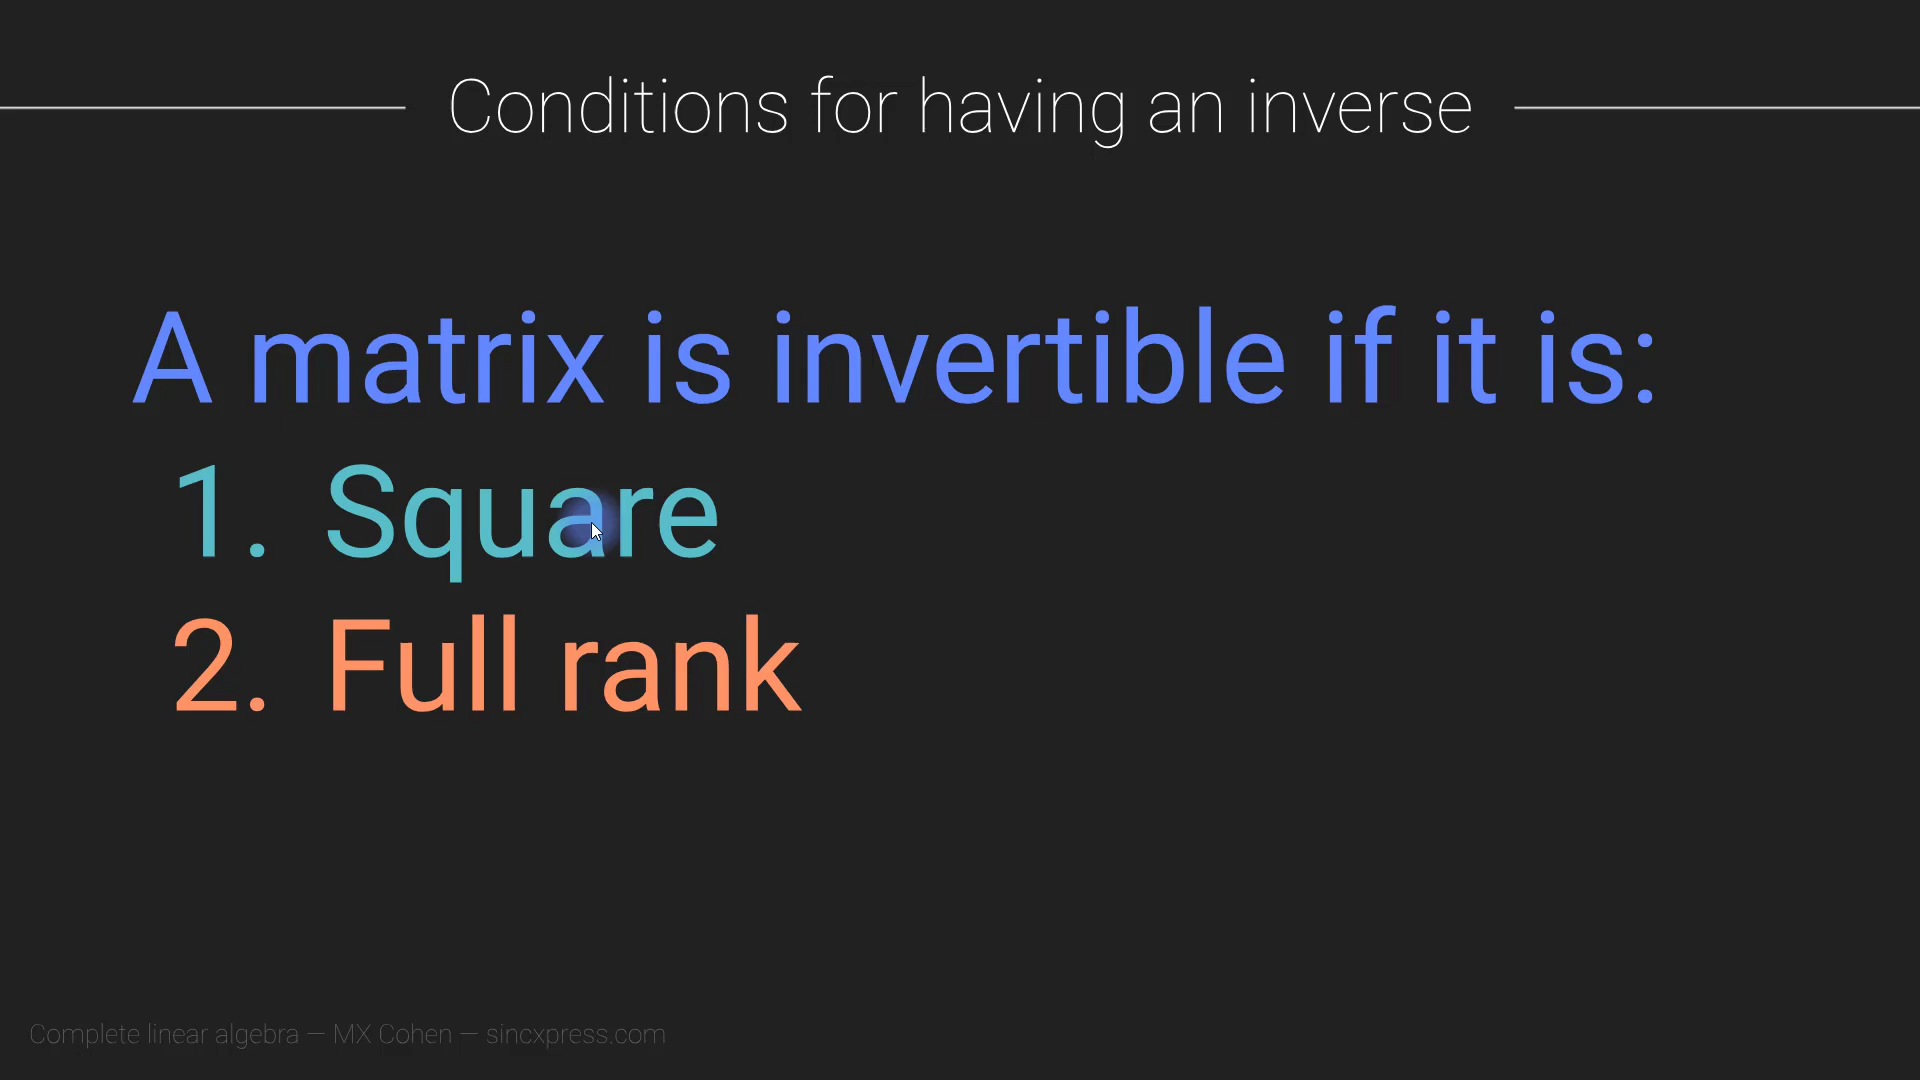 Conditions for having an inverse
A matrix is invertible if it is:
1. Square
2. Full rank
Complete linear algebra — MX Cohen — sincxpress.com